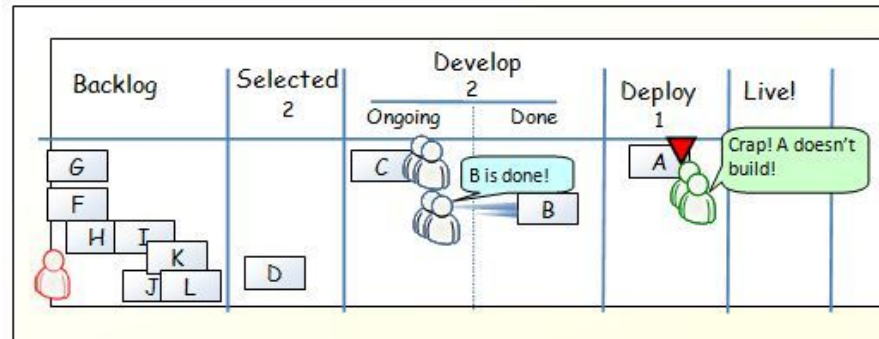 Backlog
Selected
2
Develop
2
Ongoing
Done
Deploy
1
Live!
G
F
H
I
K
J
L
D
C
B is done!
B
A
Crap! A doesn't
build!